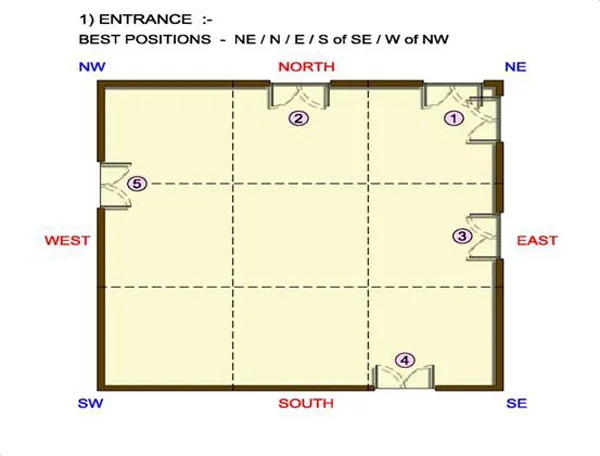 1) ENTRANCE :-
BEST POSITIONS - NE / N / E / S of SE / W of NW
NW NORTH NE
2 1
5
WEST 3 EAST
4
SW SOUTH SE